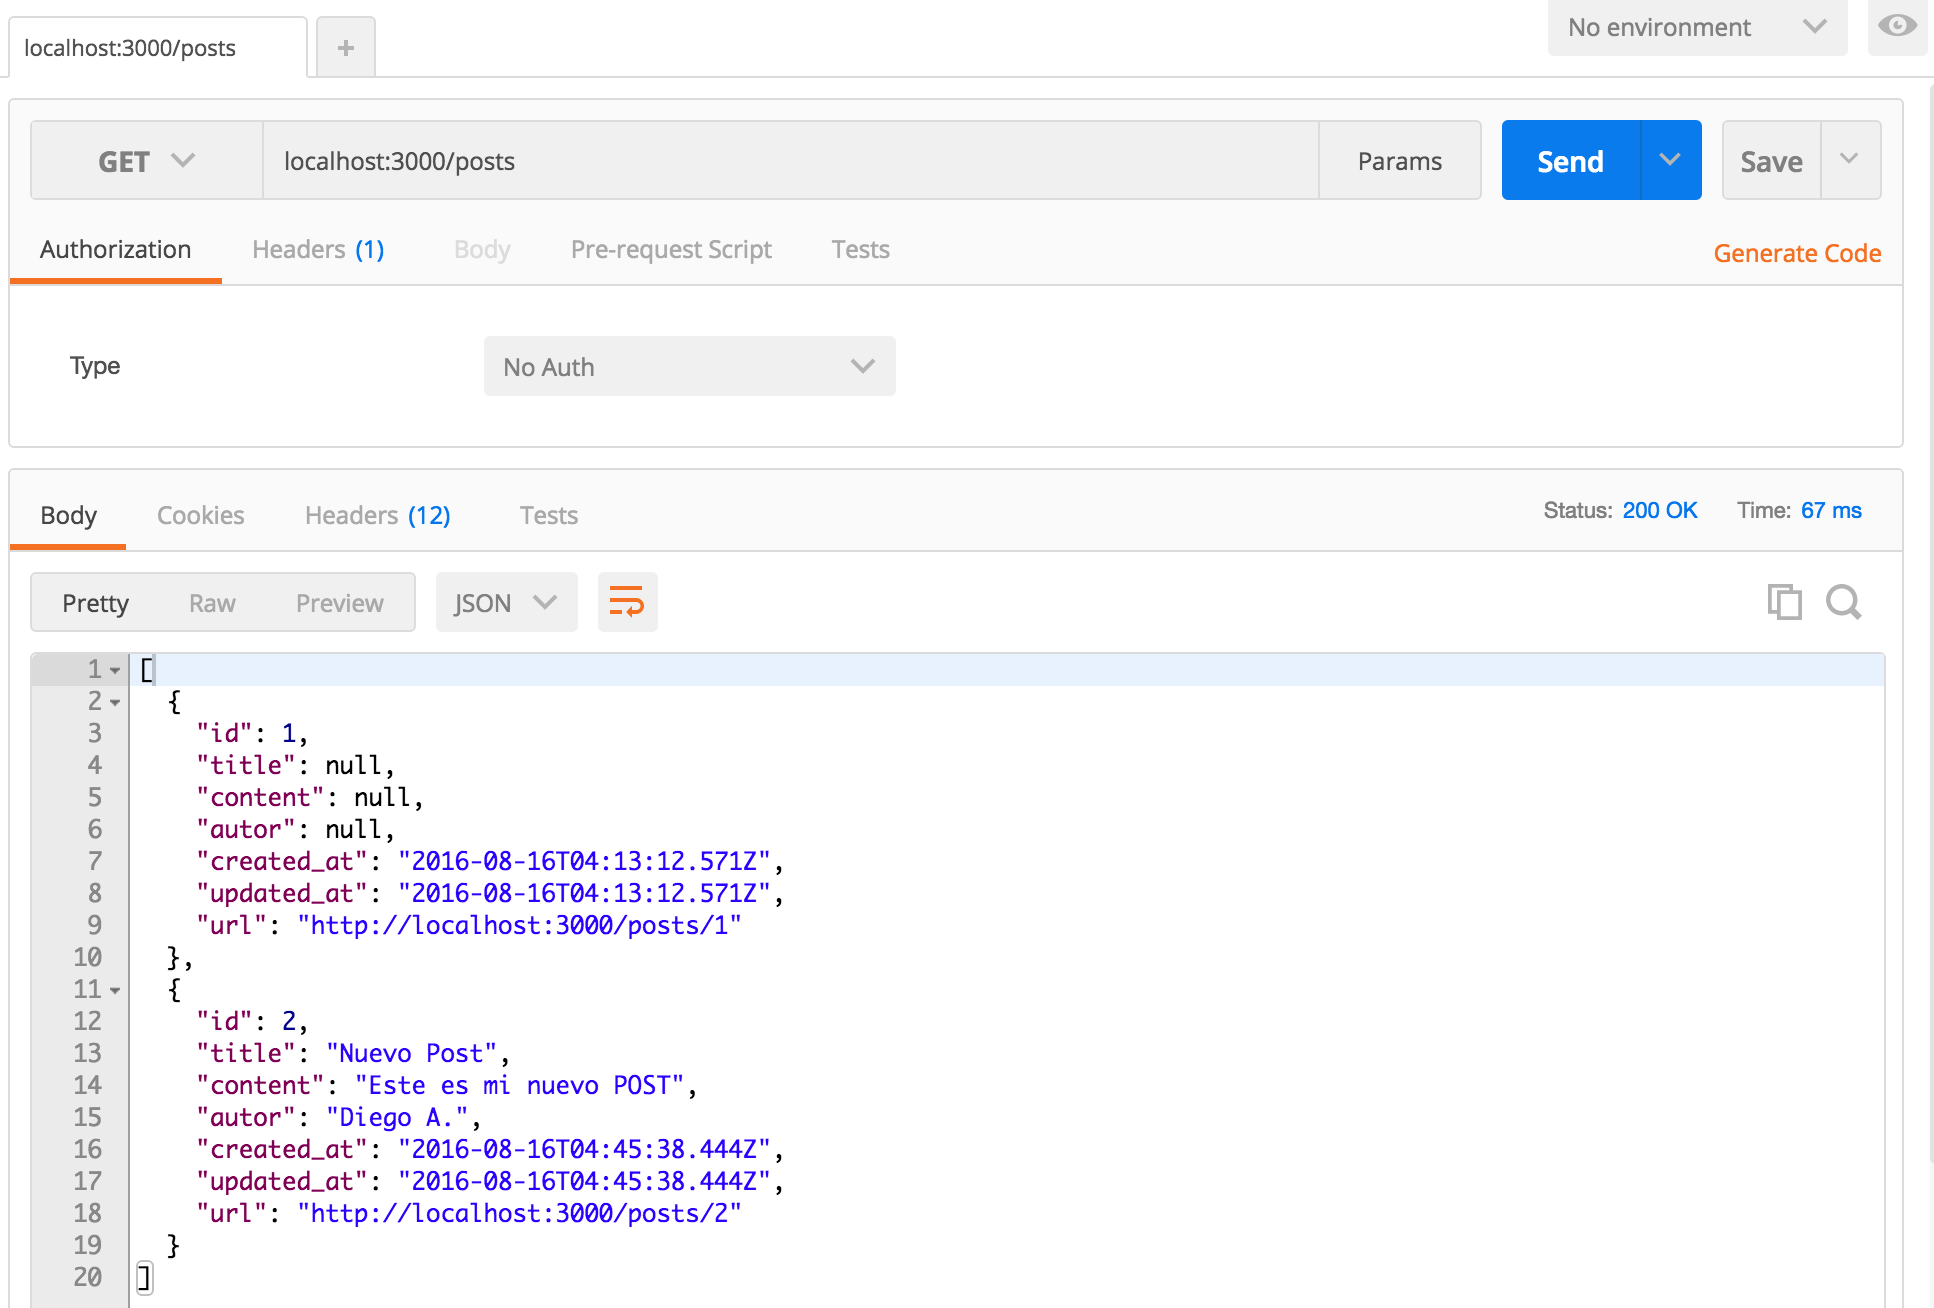 localhost:3000/posts +
No environment
GET localhost:3000/posts Params Send Save
Authorization Headers (1) Body Pre-request Script Tests Generate Code
Type No Auth
Body Cookies Headers (12) Tests Status: 200 OK Time: 67 ms
Pretty Raw Preview JSON
1 [
2 {
3 "id": 1,
4 "title": null,
5 "content": null,
6 "autor": null,
7 "created_at": "2016-08-16T04:13:12.571Z",
8 "updated_at": "2016-08-16T04:13:12.571Z",
9 "url": "http://localhost:3000/posts/1"
10 },
11 {
12 "id": 2,
13 "title": "Nuevo Post",
14 "content": "Este es mi nuevo POST",
15 "autor": "Diego A.",
16 "created_at": "2016-08-16T04:45:38.444Z",
17 "updated_at": "2016-08-16T04:45:38.444Z",
18 "url": "http://localhost:3000/posts/2"
19 }
20 ]